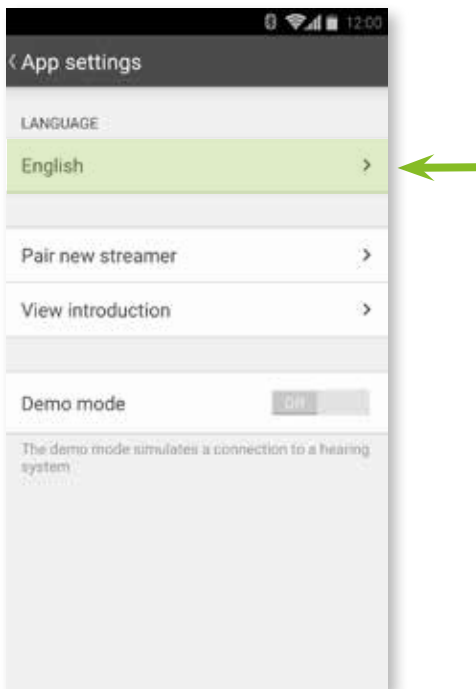 12:00
App settings
LANGUAGE
English
Pair new streamer
View introduction
Demo mode
Off
The demo mode simulates a connection to a hearing
system